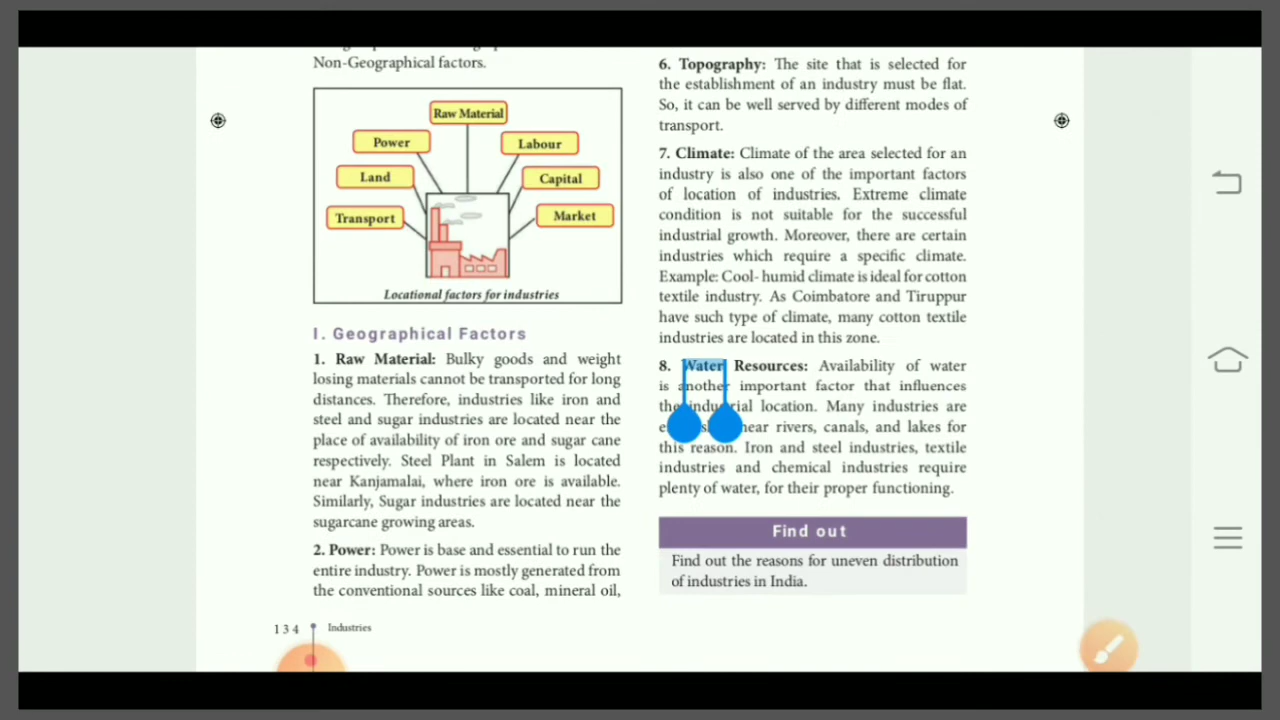 Non-Geographical factors.
Raw Material
Power
Labour
Land
Capital
Transport
Market
Locational factors for industries
I. Geographical Factors
1. Raw Material: Bulky goods and weight
losing materials cannot be transported for long
distances. Therefore, industries like iron and
steel and sugar industries are located near the
place of availability of iron ore and sugar cane
respectively. Steel Plant in Salem is located
near Kanjamalai, where iron ore is available.
Similarly, Sugar industries are located near the
sugarcane growing areas.
2. Power: Power is base and essential to run the
entire industry. Power is mostly generated from
the conventional sources like coal, mineral oil,
134 Industries
6. Topography: The site that is selected for
the establishment of an industry must be flat.
So, it can be well served by different modes of
transport.
7. Climate: Climate of the area selected for an
industry is also one of the important factors
of location of industries. Extreme climate
condition is not suitable for the successful
industrial growth. Moreover, there are certain
industries which require a specific climate.
Example: Cool- humid climate is ideal for cotton
textile industry. As Coimbatore and Tiruppur
have such type of climate, many cotton textile
industries are located in this zone.
8. Water Resources: Availability of water
is another important factor that influences
the industrial location. Many industries are
near rivers, canals, and lakes for
this reason. Iron and steel industries, textile
industries and chemical industries require
plenty of water, for their proper functioning.
Find out
Find out the reasons for uneven distribution
of industries in India.